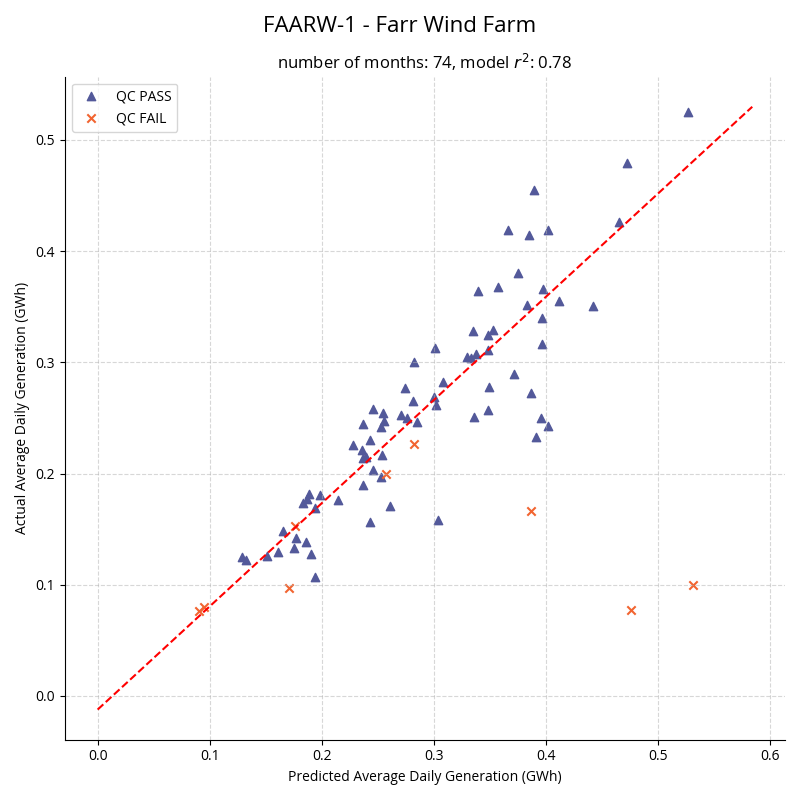 FAARW-1 - Farr Wind Farm
number of months: 74, model r²: 0.78
QC PASS
QC FAIL
0.5
0.4
0.3
0.2
0.1
0.0
Actual Average Daily Generation (GWh)
0.0 0.1 0.2 0.3 0.4 0.5 0.6
Predicted Average Daily Generation (GWh)